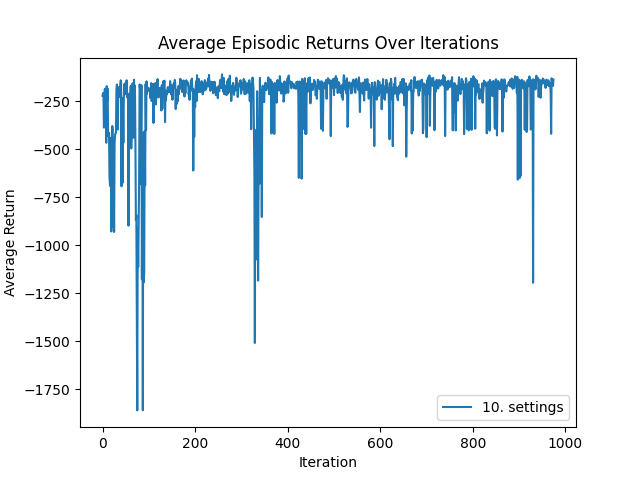 Average Episodic Returns Over Iterations
−250
−500
−750
−1000
−1250
−1500
−1750
Average Return
0 200 400 600 800 1000
Iteration
10. settings